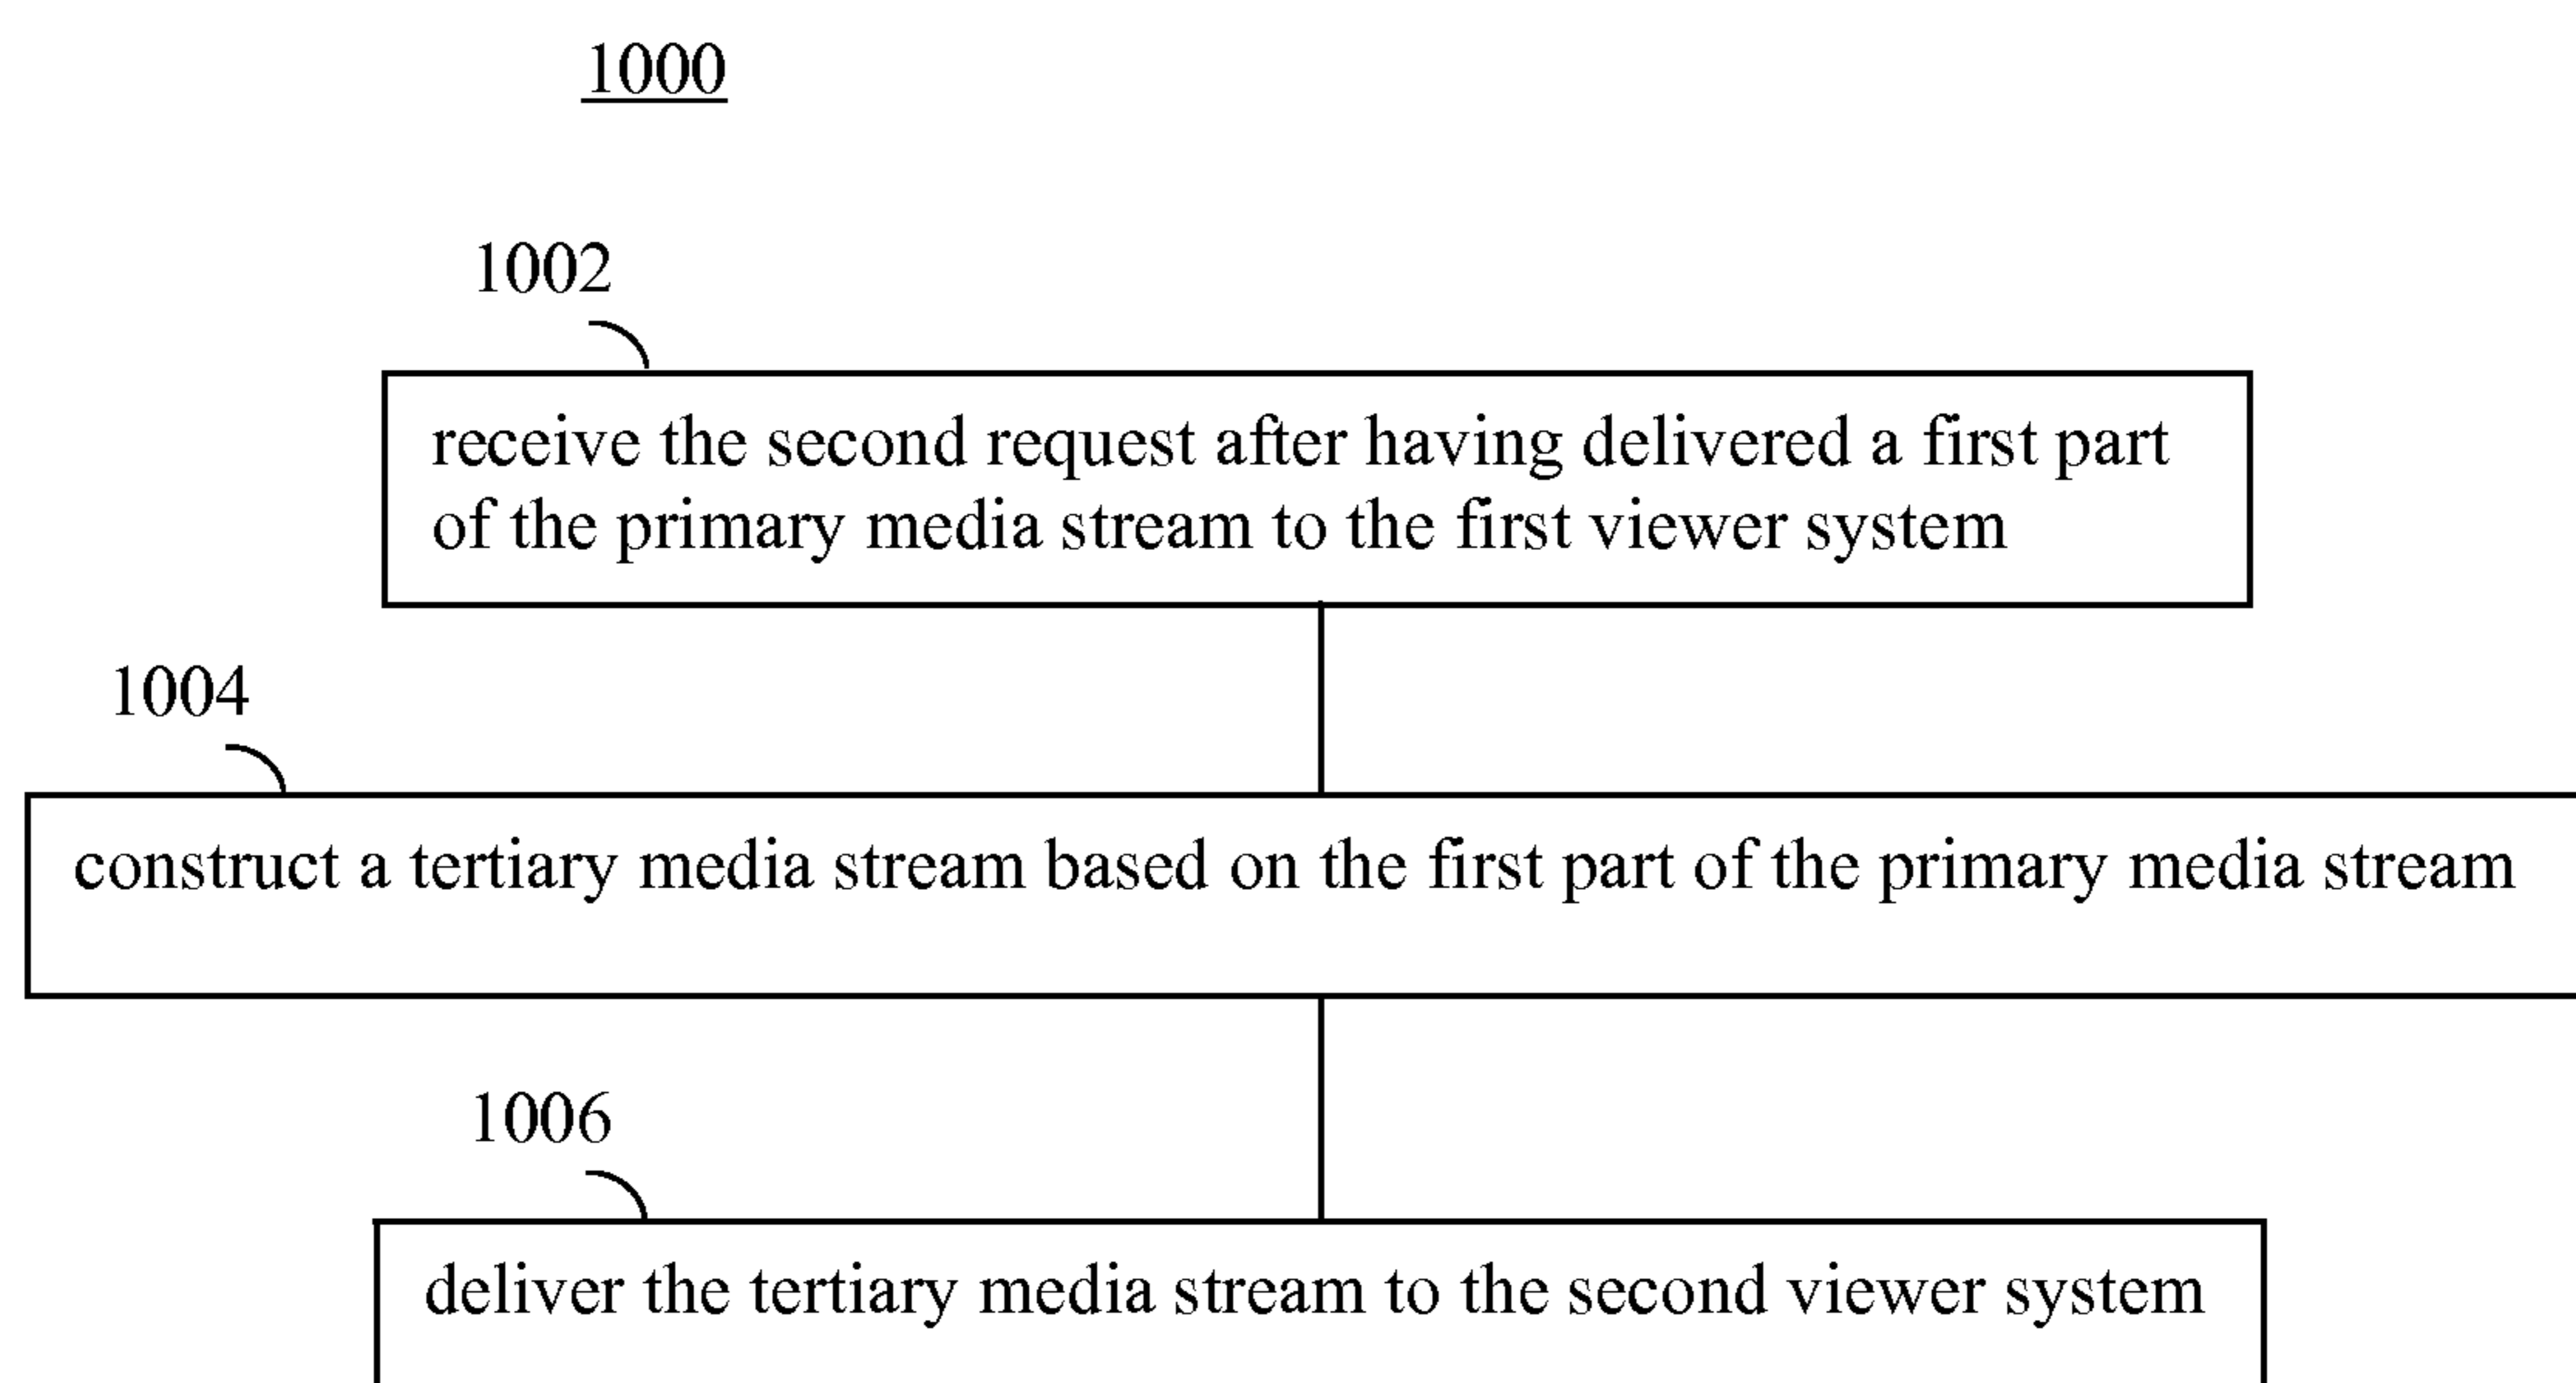 1000
1002
receive the second request after having delivered a first part
of the primary media stream to the first viewer system
1004
construct a tertiary media stream based on the first part of the primary media stream
1006
deliver the tertiary media stream to the second viewer system